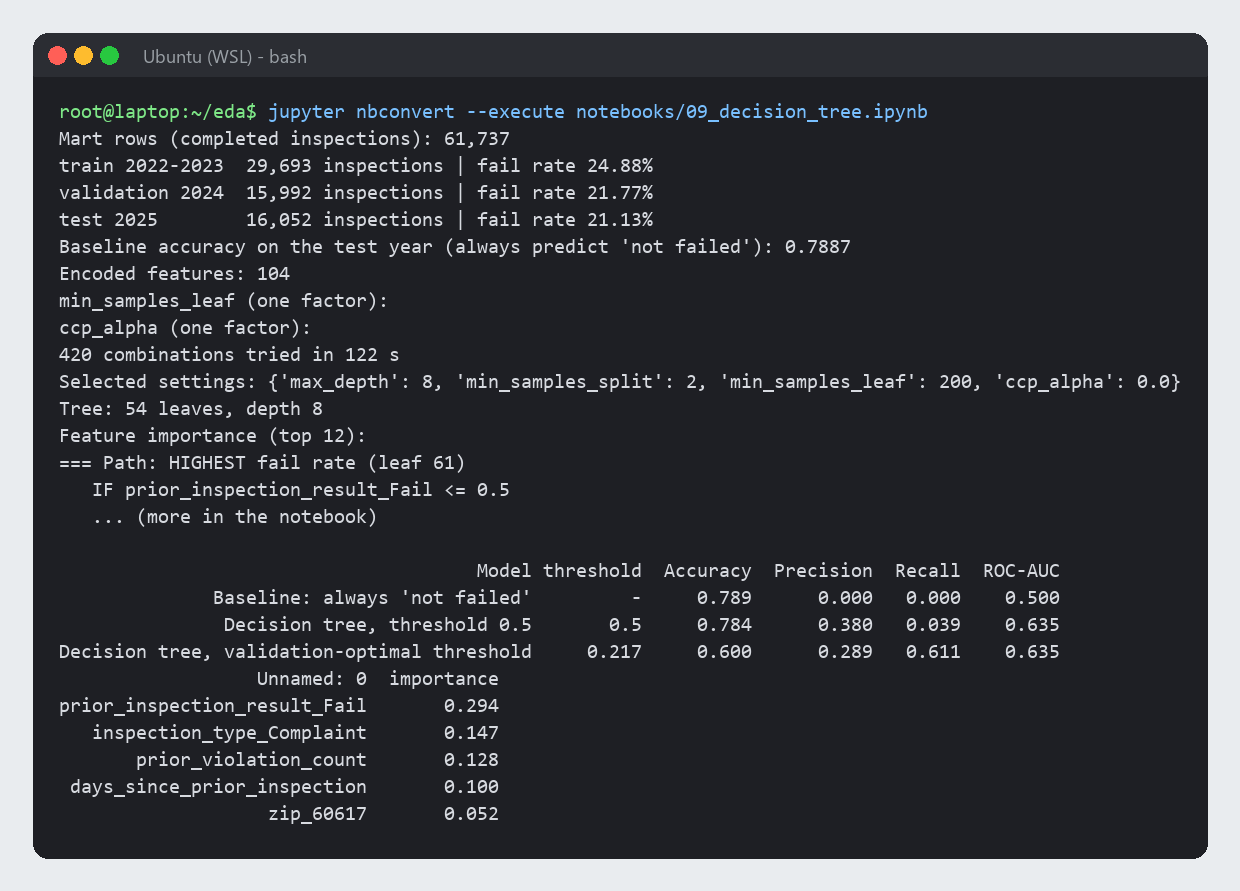 Ubuntu (WSL) - bash
root@laptop:~/eda$ jupyter nbconvert --execute notebooks/09_decision_tree.ipynb
Mart rows (completed inspections): 61,737
train 2022-2023  29,693 inspections | fail rate 24.88%
validation 2024  15,992 inspections | fail rate 21.77%
test 2025        16,052 inspections | fail rate 21.13%
Baseline accuracy on the test year (always predict 'not failed'): 0.7887
Encoded features: 104
min_samples_leaf (one factor):
ccp_alpha (one factor):
420 combinations tried in 122 s
Selected settings: {'max_depth': 8, 'min_samples_split': 2, 'min_samples_leaf': 200, 'ccp_alpha': 0.0}
Tree: 54 leaves, depth 8
Feature importance (top 12):
=== Path: HIGHEST fail rate (leaf 61)
   IF prior_inspection_result_Fail <= 0.5
   ... (more in the notebook)
                                      Model threshold  Accuracy  Precision  Recall  ROC-AUC
              Baseline: always 'not failed'         -     0.789      0.000   0.000    0.500
               Decision tree, threshold 0.5       0.5     0.784      0.380   0.039    0.635
Decision tree, validation-optimal threshold     0.217     0.600      0.289   0.611    0.635
                  Unnamed: 0  importance
prior_inspection_result_Fail       0.294
   inspection_type_Complaint       0.147
       prior_violation_count       0.128
 days_since_prior_inspection       0.100
                   zip_60617       0.052